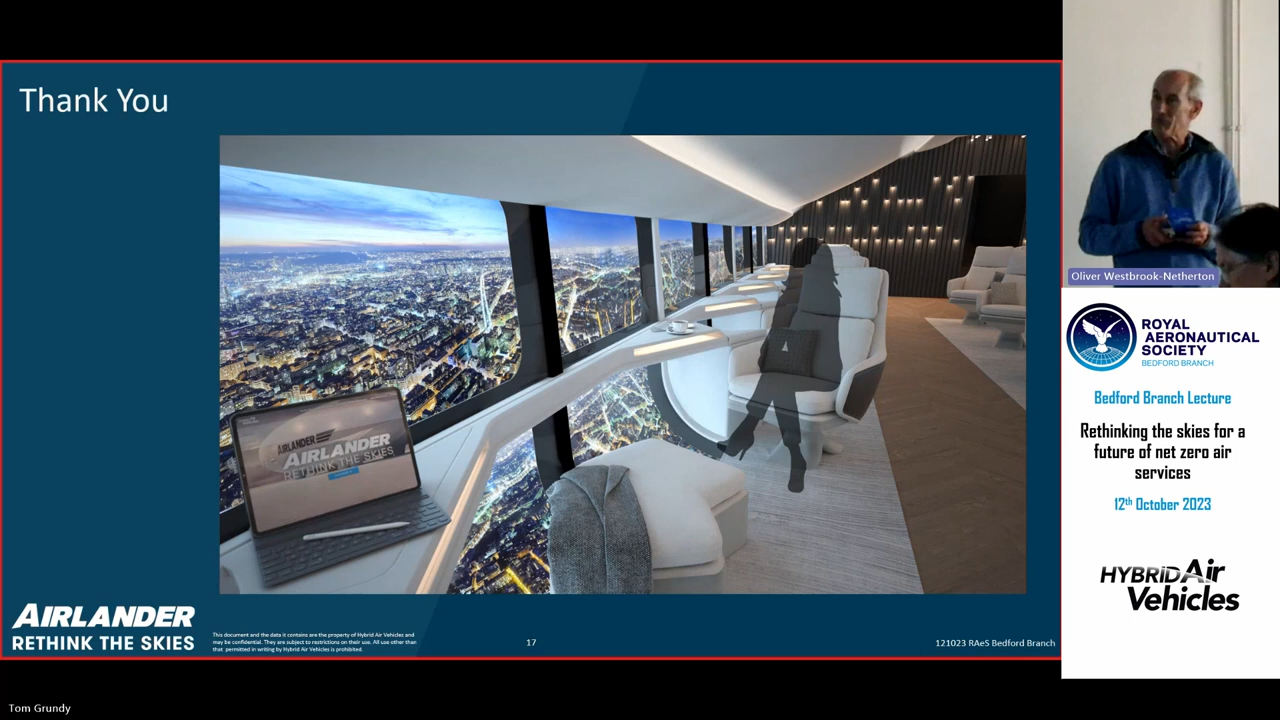 Thank You
AIRLANDER
AIRLANDER
RETHINK THE SKIES
AIRLANDER
RETHINK THE SKIES
This document and the data it contains are the property of Hybrid Air Vehicles and
may be confidential. They are subject to restrictions on their use. All use other than
that permitted in writing by Hybrid Air Vehicles is prohibited.
17
121023 RAeS Bedford Branch
Oliver Westbrook-Netherton
ROYAL
AERONAUTICAL
SOCIETY
BEDFORD BRANCH
Bedford Branch Lecture
Rethinking the skies for a
future of net zero air
services
12th October 2023
HYBRID Air
Vehicles
Tom Grundy